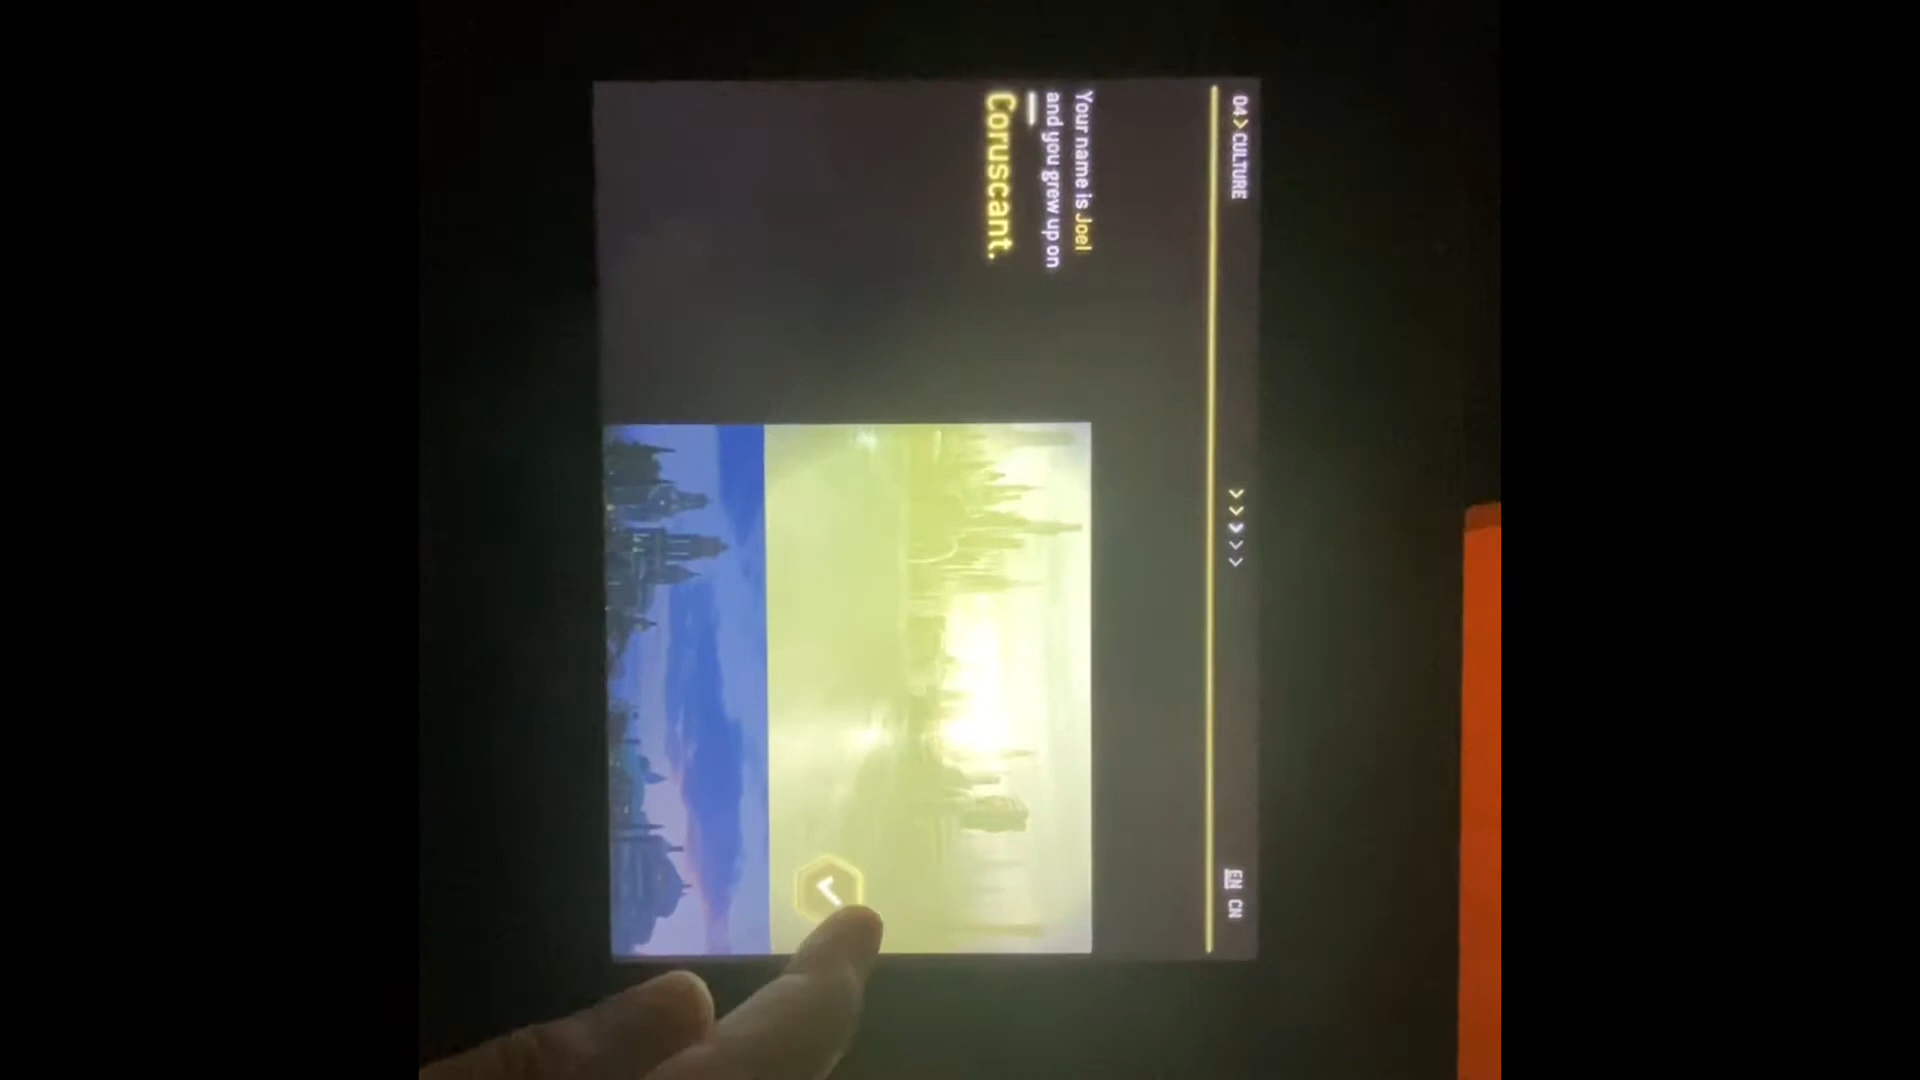 04 > CULTURE
EN CN
Your name is Joel
and you grew up on
Coruscant.